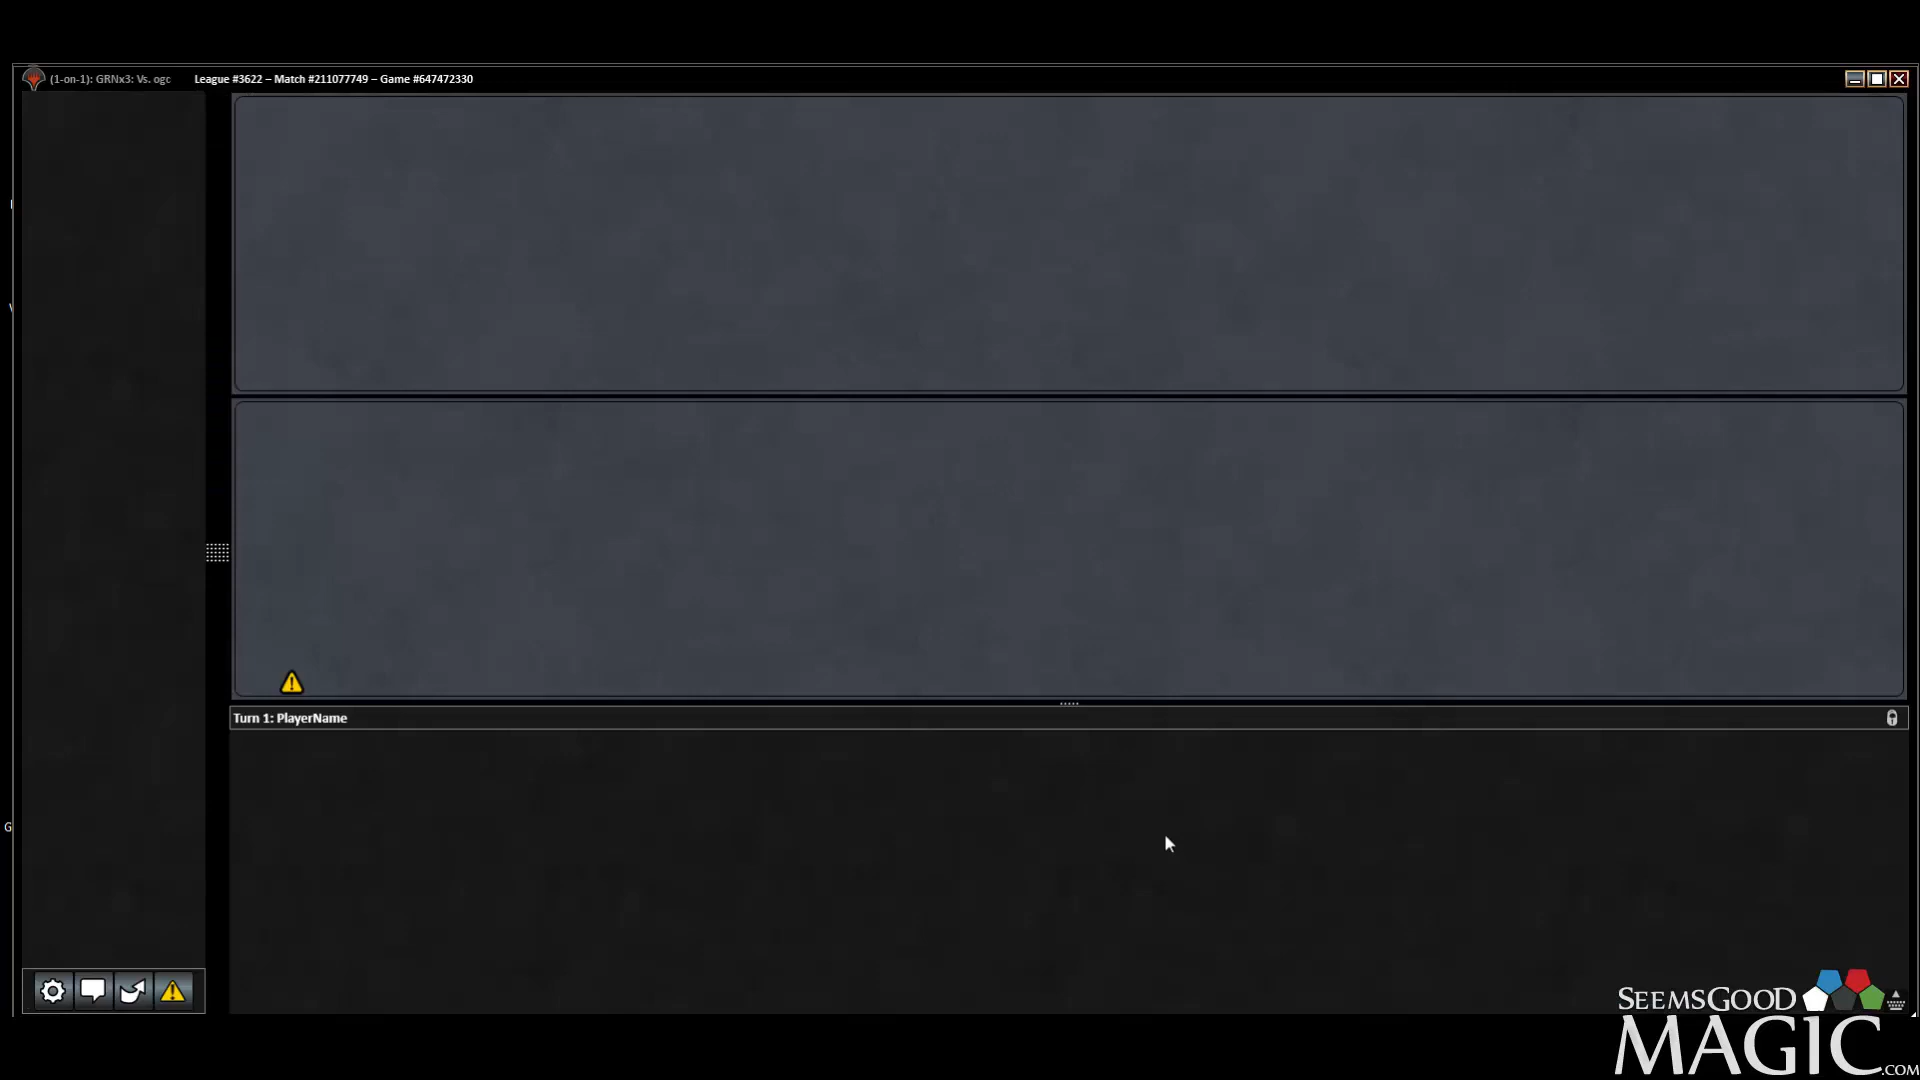 (1-on-1): GRNx3: Vs. ogc League #3622 – Match #211077749 – Game #647472330
Turn 1: PlayerName
G
SEEMSGOOD
MAGIC.COM